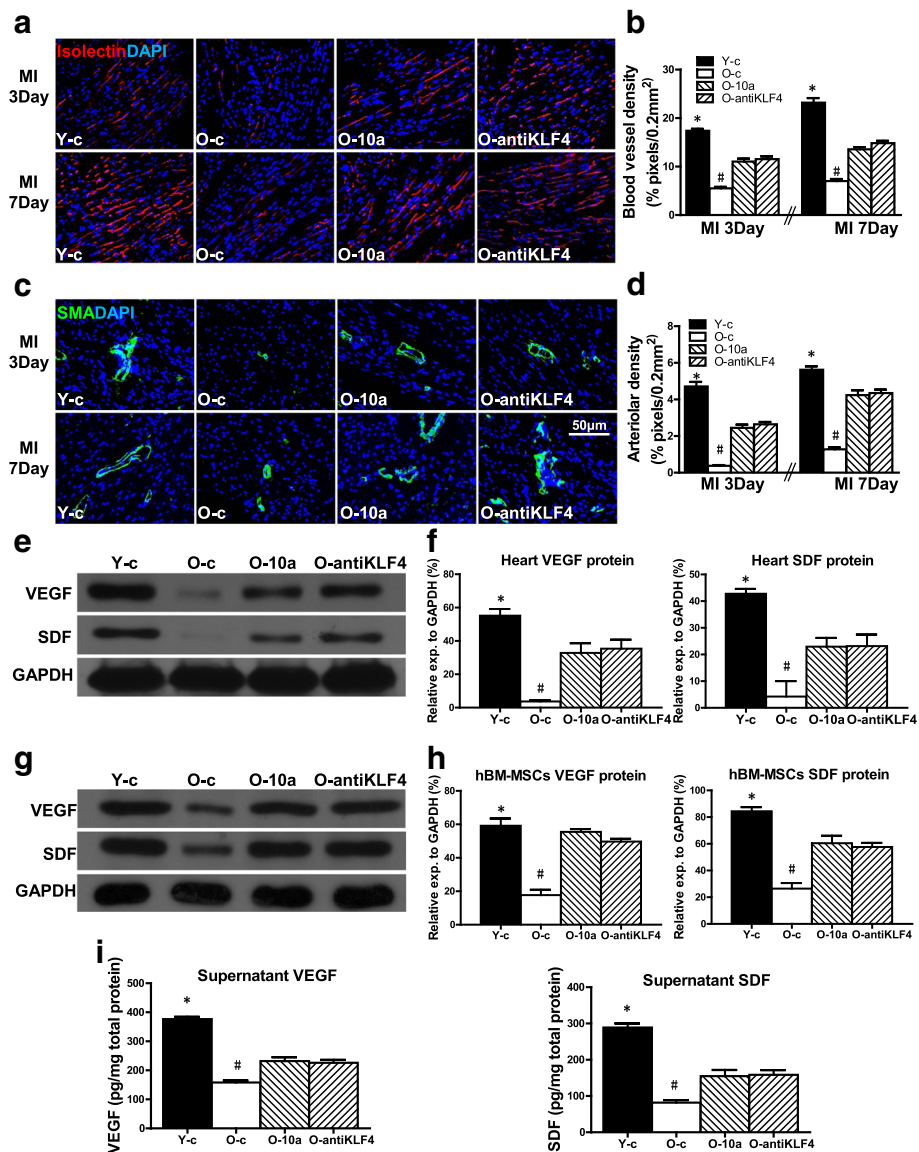 a
IsolectinDAPI
MI
3Day
Y-c
O-c
O-10a
O-antiKLF4
MI
7Day
Y-c
O-c
O-10a
O-antiKLF4
b
Y-c
O-c
O-10a
O-antiKLF4
Blood vessel density
(% pixels/0.2mm²)
30
20
10
0
*
#
*
#
MI 3Day
//
MI 7Day
c
SMADAPI
MI
3Day
Y-c
O-c
O-10a
O-antiKLF4
MI
7Day
50μm
Y-c
O-c
O-10a
O-antiKLF4
d
Y-c
O-c
O-10a
O-antiKLF4
Arteriolar density
(% pixels/0.2mm²)
8
6
4
2
0
*
#
*
#
MI 3Day
//
MI 7Day
e
Y-c O-c O-10a O-antiKLF4
VEGF
SDF
GAPDH
f
Heart VEGF protein
Relative exp. to GAPDH (%)
80
60
40
20
0
*
#
Y-c O-c O-10a O-antiKLF4
Heart SDF protein
Relative exp. to GAPDH (%)
50
40
30
20
10
0
*
#
Y-c O-c O-10a O-antiKLF4
g
Y-c O-c O-10a O-antiKLF4
VEGF
SDF
GAPDH
h
hBM-MSCs VEGF protein
Relative exp. to GAPDH (%)
80
60
40
20
0
*
#
Y-c O-c O-10a O-antiKLF4
hBM-MSCs SDF protein
Relative exp. to GAPDH (%)
100
80
60
40
20
0
*
#
Y-c O-c O-10a O-antiKLF4
i
Supernatant VEGF
VEGF (pg/mg total protein)
500
400
300
200
100
0
*
#
Y-c O-c O-10a O-antiKLF4
Supernatant SDF
SDF (pg/mg total protein)
400
300
200
100
0
*
#
Y-c O-c O-10a O-antiKLF4